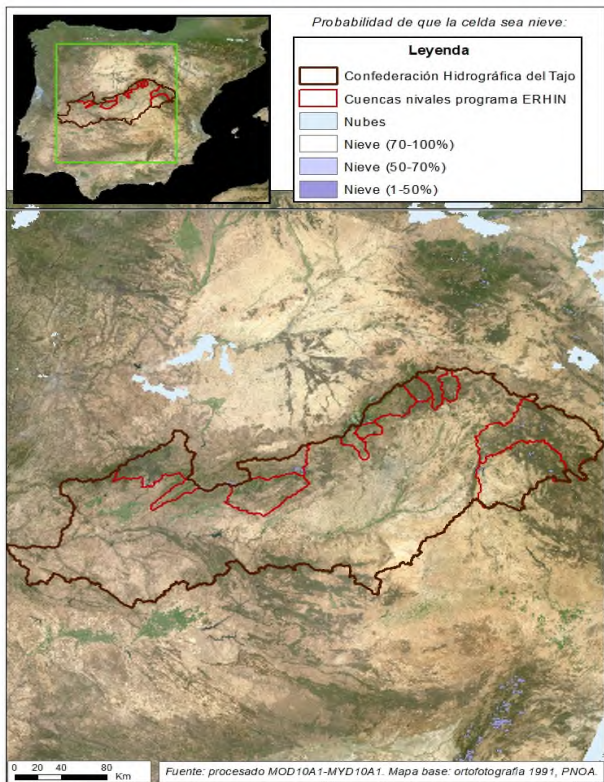 Probabilidad de que la celda sea nieve:
Leyenda
Confederación Hidrográfica del Tajo
Cuencas nivales programa ERHIN
Nubes
Nieve (70-100%)
Nieve (50-70%)
Nieve (1-50%)
0 20 40 80
Km
Fuente: procesado MOD10A1-MYD10A1. Mapa base: ortofotografía 1991, PNOA.